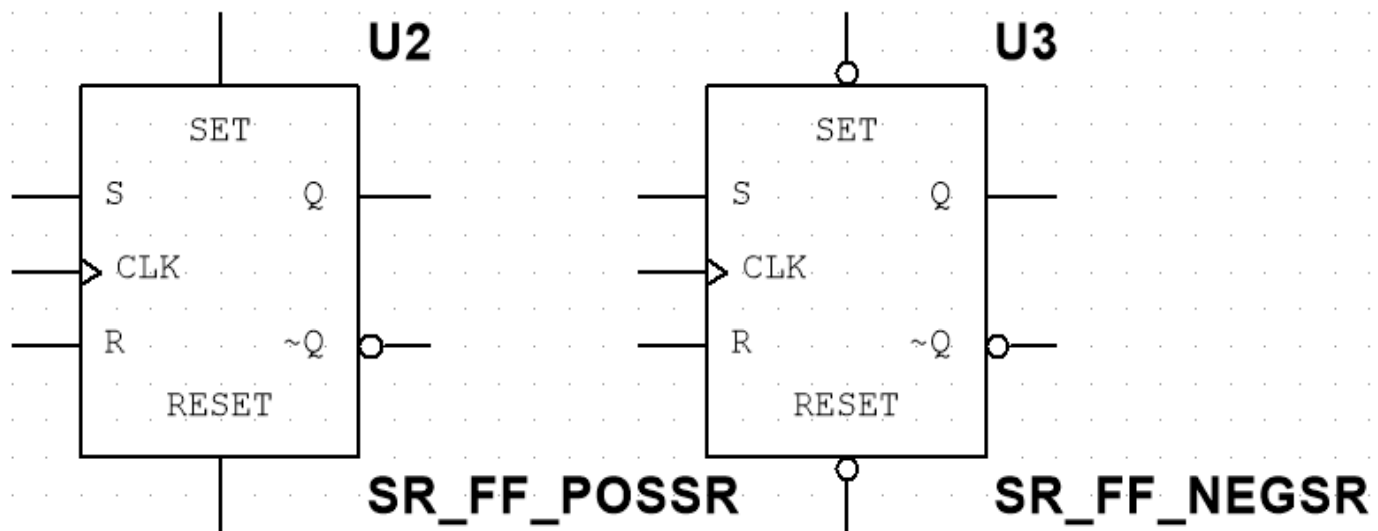 U2
SET
S Q
CLK
R ~Q
RESET
SR_FF_POSSR
U3
SET
S Q
CLK
R ~Q
RESET
SR_FF_NEGSR